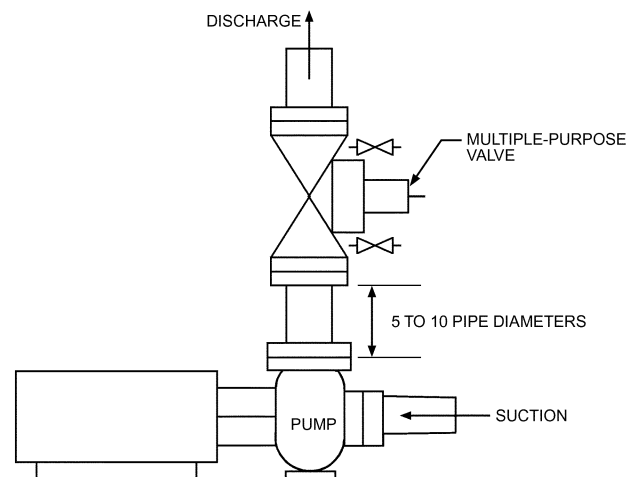 DISCHARGE
MULTIPLE-PURPOSE
VALVE
5 TO 10 PIPE DIAMETERS
PUMP
SUCTION